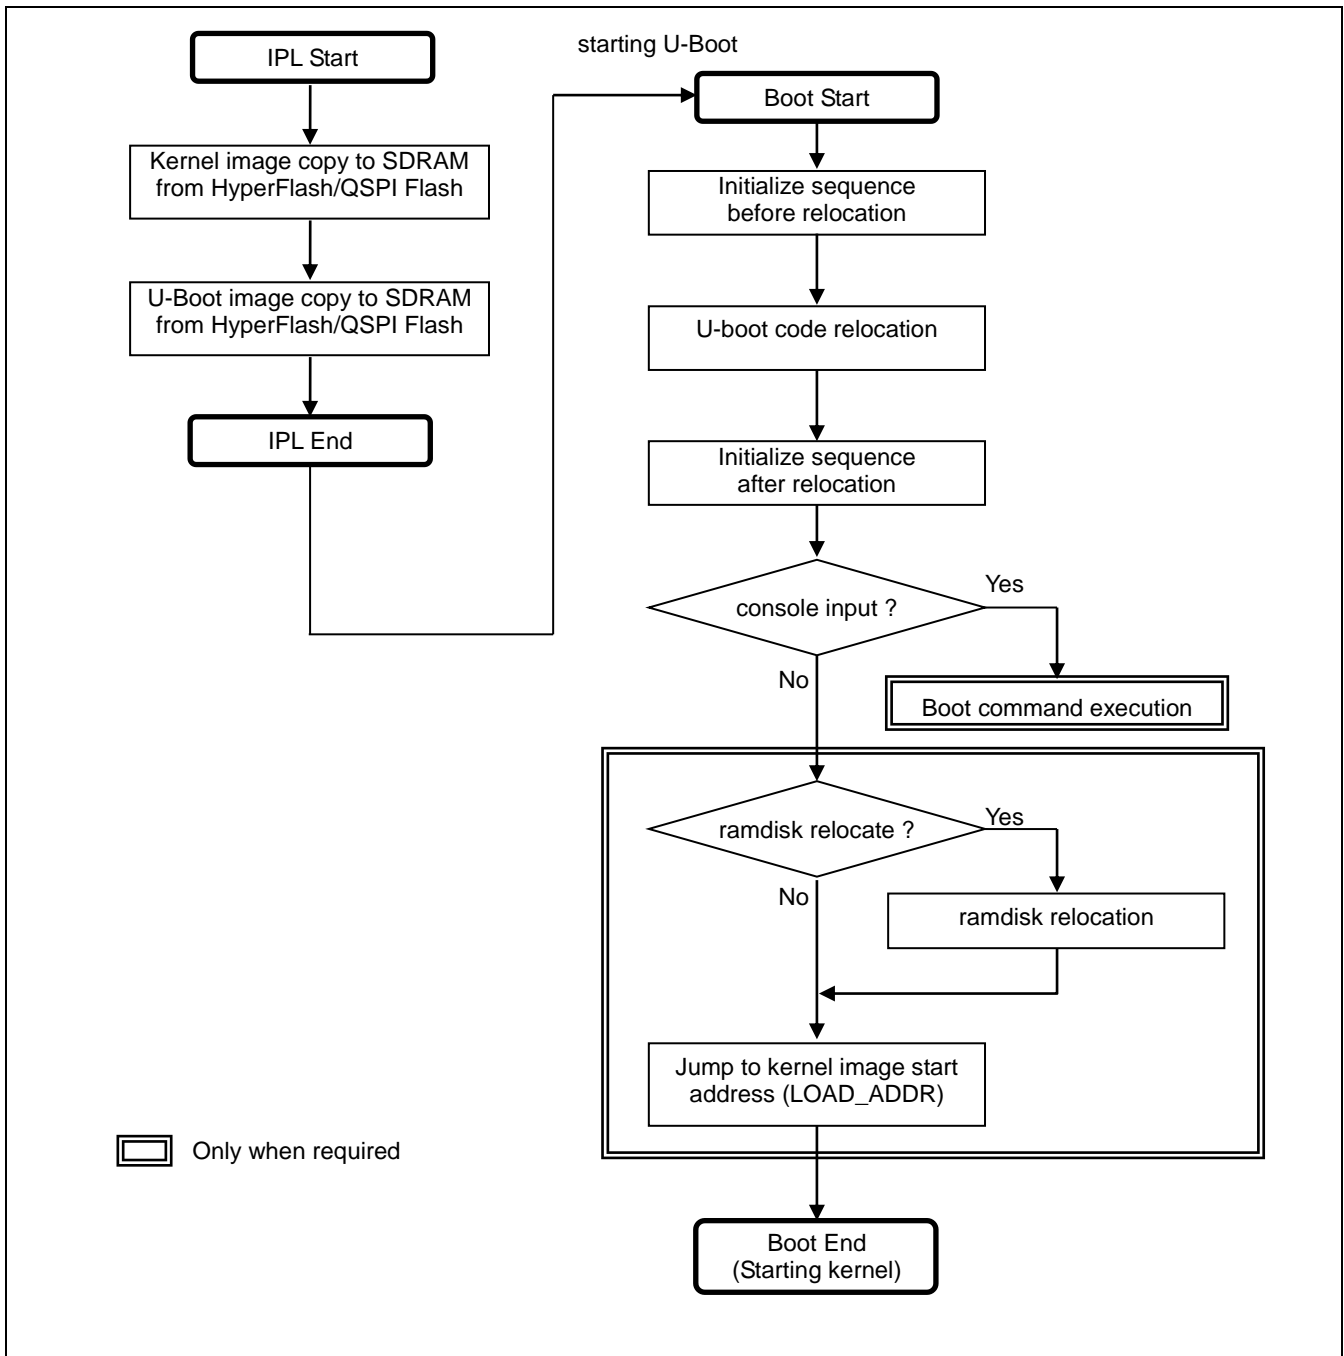 IPL Start
Kernel image copy to SDRAM
from HyperFlash/QSPI Flash
U-Boot image copy to SDRAM
from HyperFlash/QSPI Flash
IPL End
starting U-Boot
Boot Start
Initialize sequence
before relocation
U-boot code relocation
Initialize sequence
after relocation
console input ?
Yes
No
Boot command execution
ramdisk relocate ?
Yes
No
ramdisk relocation
Jump to kernel image start
address (LOAD_ADDR)
Only when required
Boot End
(Starting kernel)